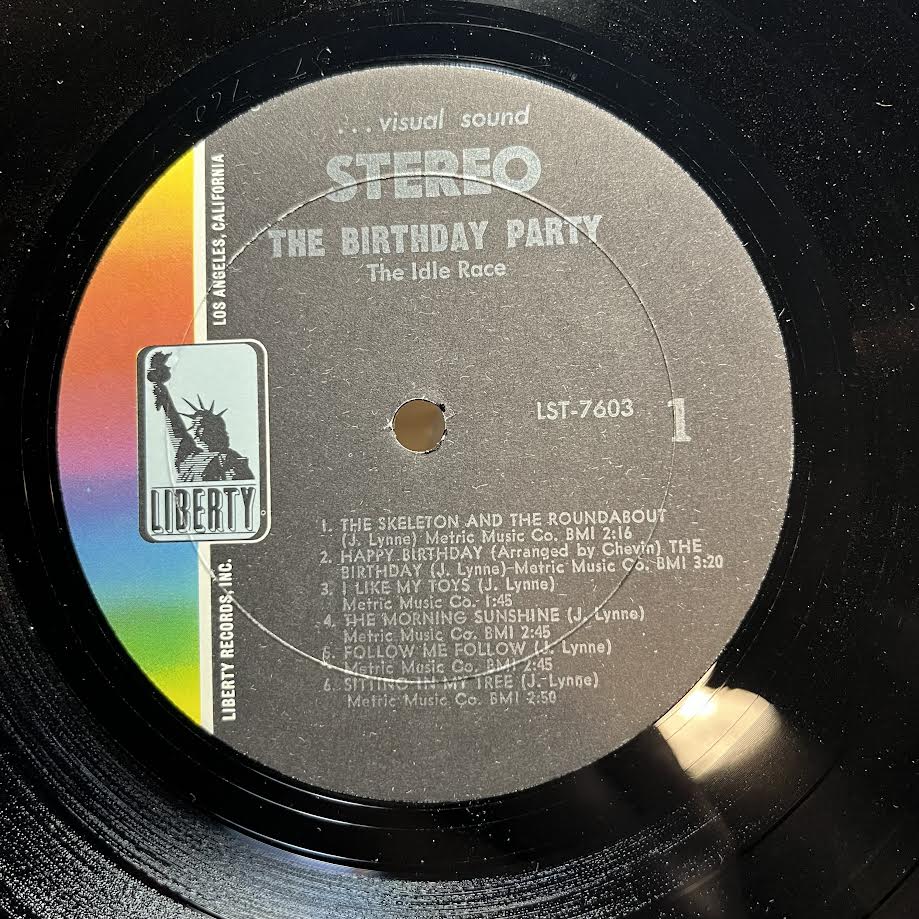 ...visual sound
STEREO
THE BIRTHDAY PARTY
The Idle Race
LOS ANGELES, CALIFORNIA
LIBERTY
LIBERTY RECORDS, INC.
LST-7603
1
1. THE SKELETON AND THE ROUNDABOUT
(J. Lynne) Metric Music Co. BMI 2:16
2. HAPPY BIRTHDAY (Arranged by Chevin) THE
BIRTHDAY (J. Lynne)-Metric Music Co. BMI 3:20
3. I LIKE MY TOYS (J. Lynne)
Metric Music Co. 1:45
4. THE MORNING SUNSHINE (J. Lynne)
Metric Music Co. BMI 2:45
5. FOLLOW ME FOLLOW (J. Lynne)
Metric Music Co. BMI 2:45
6. SITTING IN MY TREE (J. Lynne)
Metric Music Co. BMI 2:50